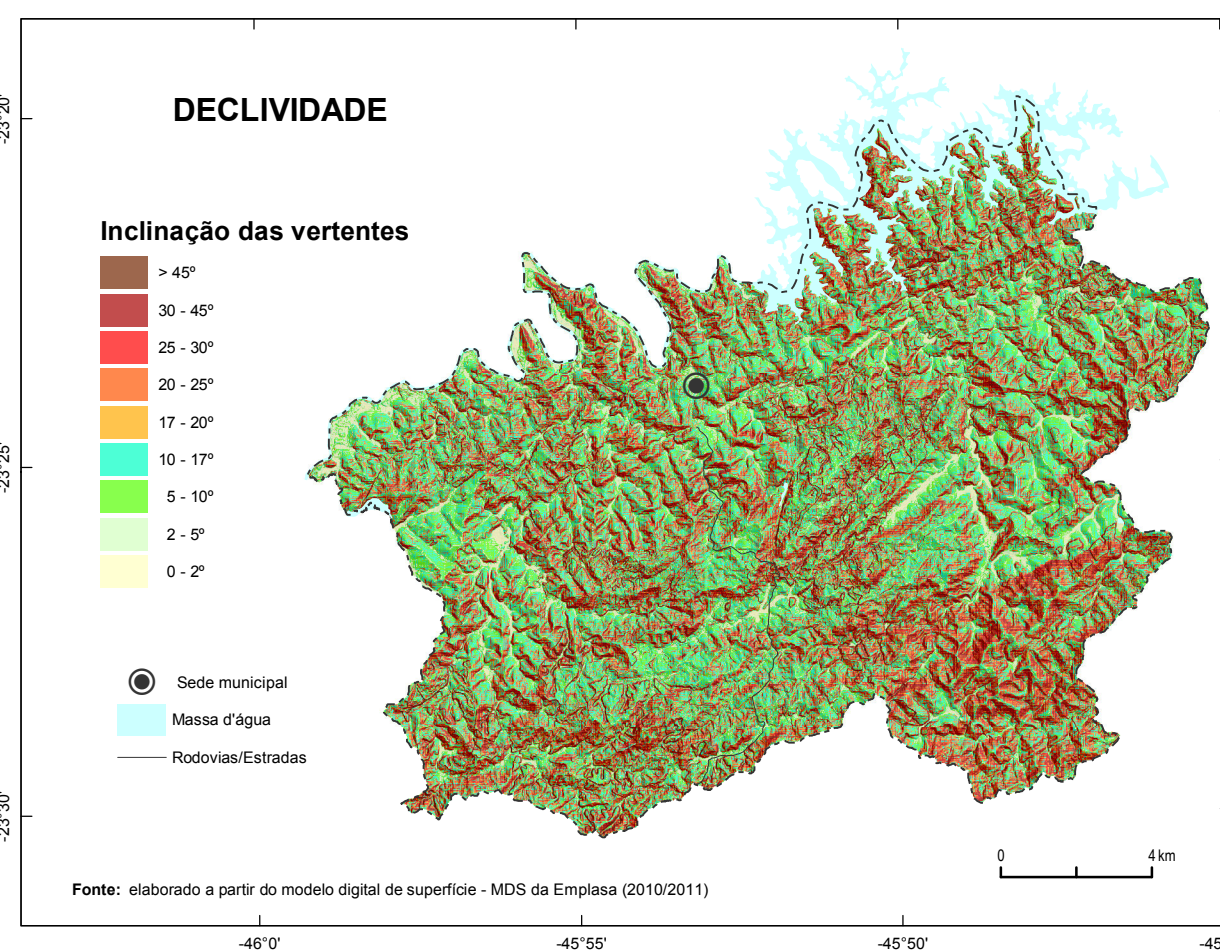 DECLIVIDADE
Inclinação das vertentes
> 45º
30 - 45º
25 - 30º
20 - 25º
17 - 20º
10 - 17º
5 - 10º
2 - 5º
0 - 2º
Sede municipal
Massa d'água
Rodovias/Estradas
0 4 km
Fonte: elaborado a partir do modelo digital de superfície - MDS da Emplasa (2010/2011)
-23°20'
-23°25'
-23°30'
-46°0' -45°55' -45°50' -45